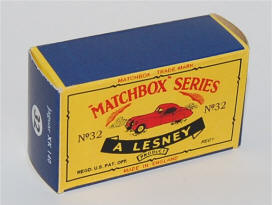 MATCHBOX TRADE MARK
"MATCHBOX" SERIES
Nº32
Nº32
A LESNEY
PRODUCT
REGD. U.S. PAT. OFF.
REGT
MADE IN ENGLAND
32
Jaguar XK 140